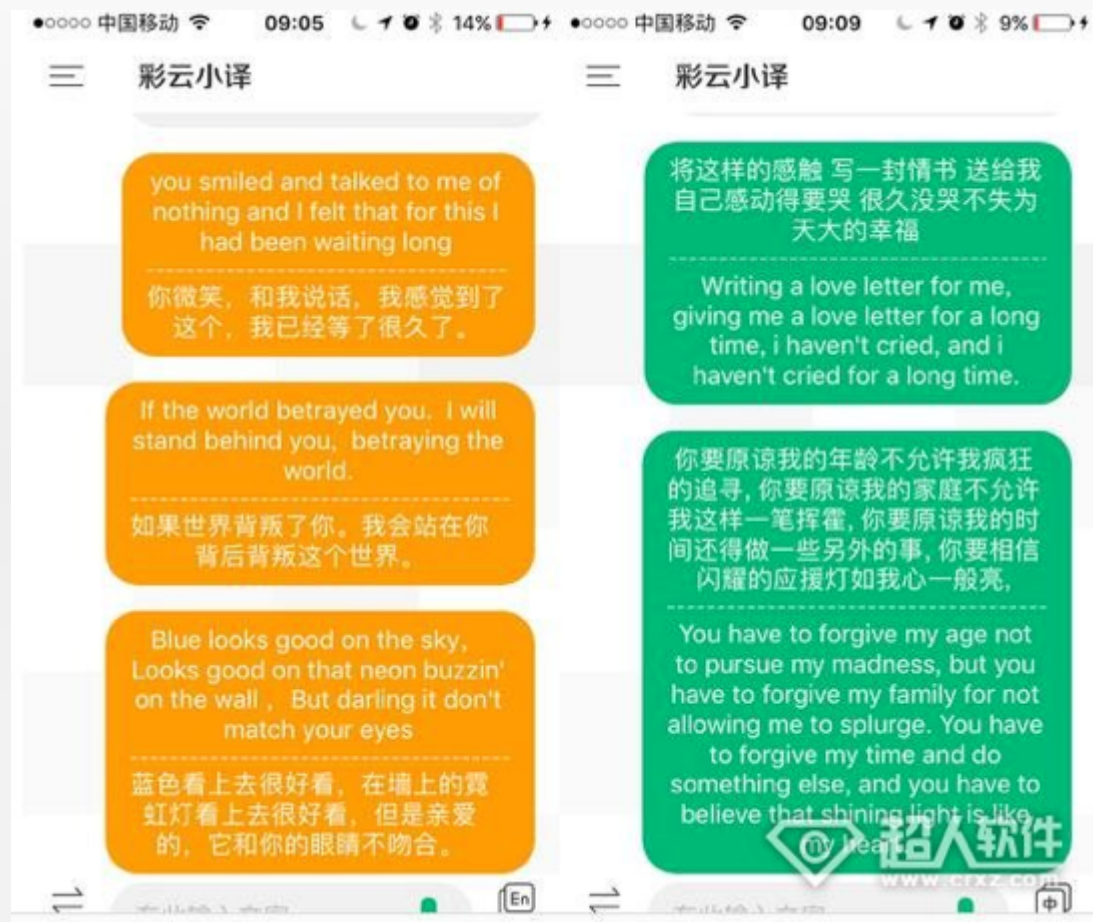 中国移动 09:05 14%
彩云小译
you smiled and talked to me of
nothing and I felt that for this I
had been waiting long
你微笑，和我说话，我感觉到了
这个，我已经等了很久了。
If the world betrayed you. I will
stand behind you, betraying the
world.
如果世界背叛了你。我会站在你
背后背叛这个世界。
Blue looks good on the sky,
Looks good on that neon buzzin'
on the wall , But darling it don't
match your eyes
蓝色看上去很好看，在墙上的霓
虹灯看上去很好看，但是亲爱
的，它和你的眼睛不吻合。
En
中国移动 09:09 9%
彩云小译
将这样的感触 写一封情书 送给我
自己感动得要哭 很久没哭不失为
天大的幸福
Writing a love letter for me,
giving me a love letter for a long
time, i haven't cried, and i
haven't cried for a long time.
你要原谅我的年龄不允许我疯狂
的追寻, 你要原谅我的家庭不允许
我这样一笔挥霍, 你要原谅我的时
间还得做一些另外的事, 你要相信
闪耀的应援灯如我心一般亮,
You have to forgive my age not
to pursue my madness, but you
have to forgive my family for not
allowing me to splurge. You have
to forgive my time and do
something else, and you have to
believe that shining light is like
my heart
中
超人软件
www.crxz.com